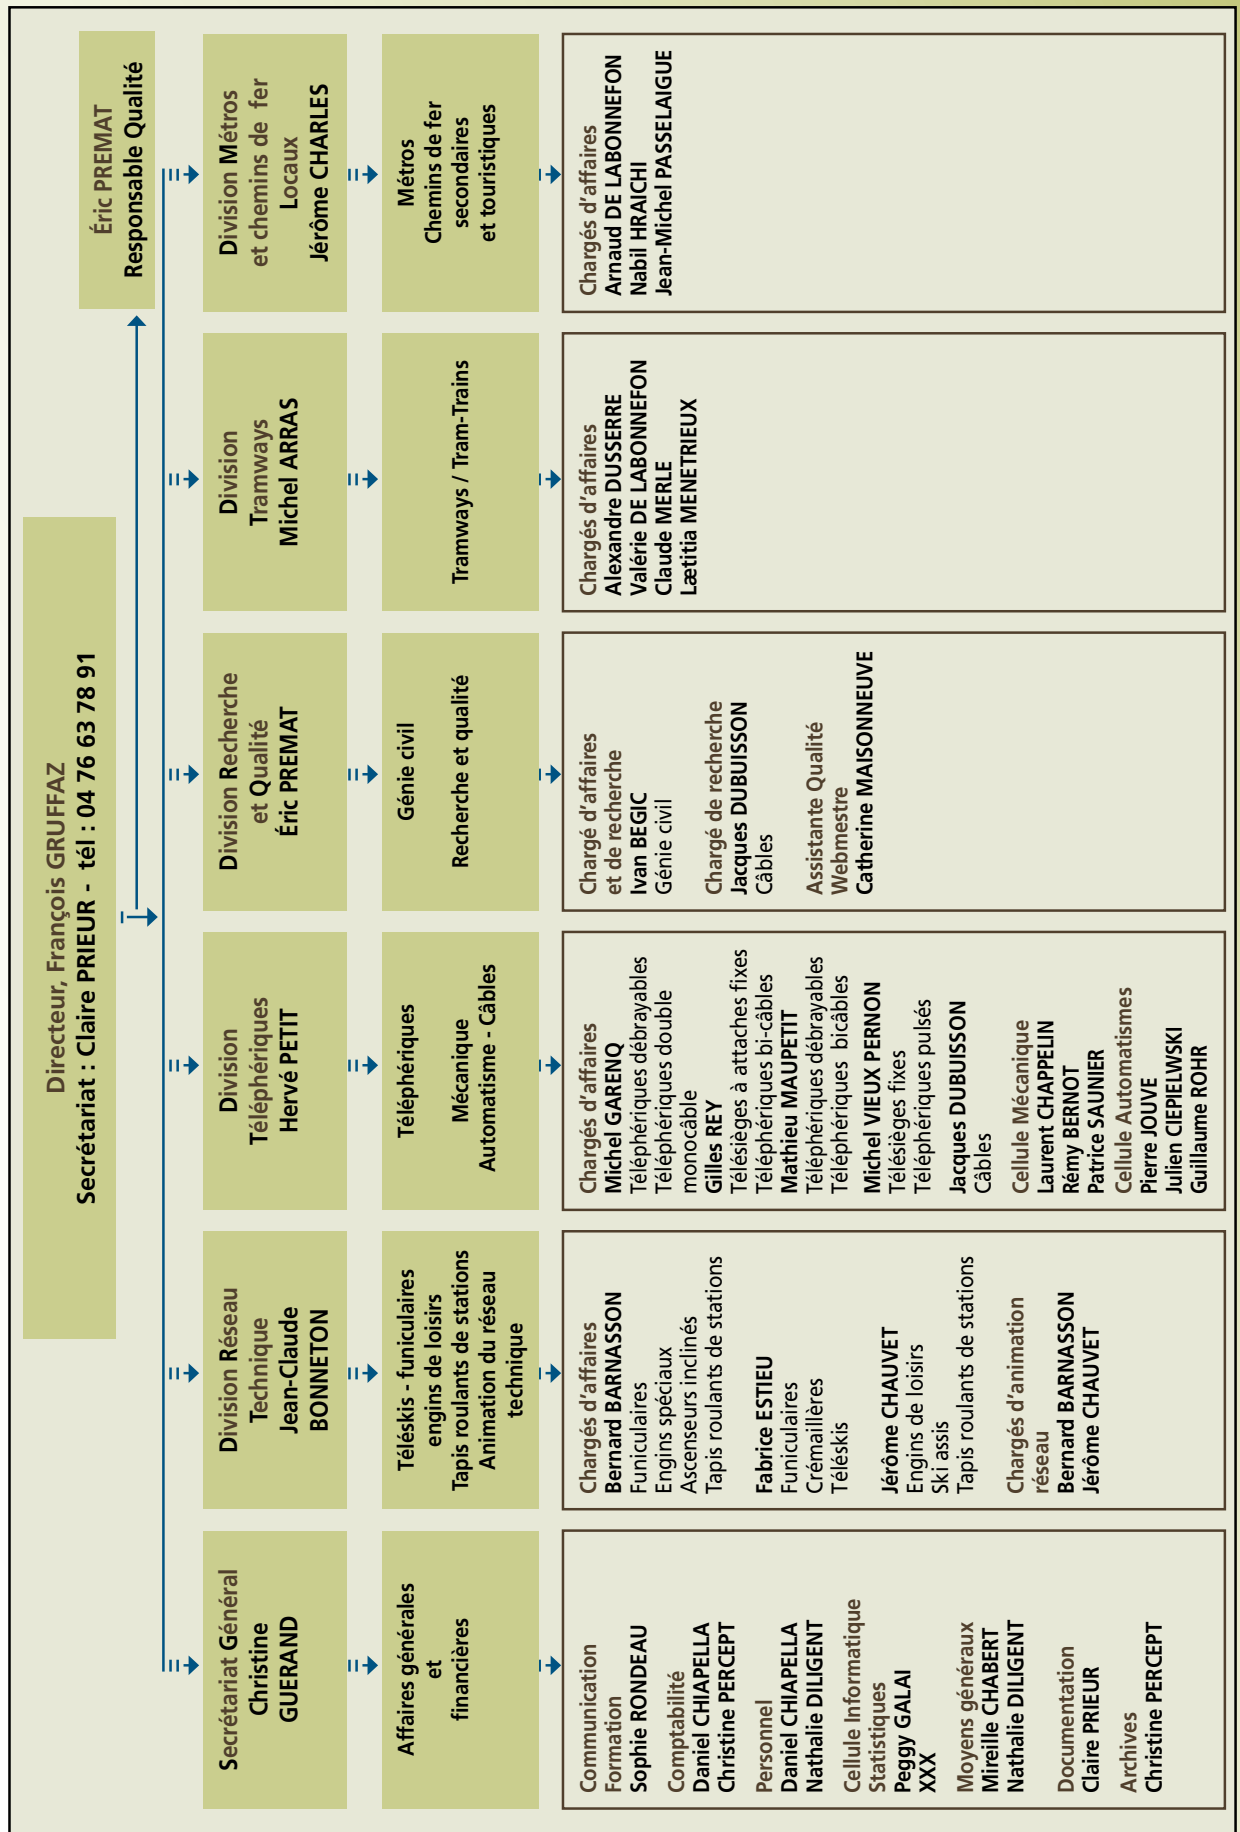 Directeur, François GRUFFAZ
Secrétariat : Claire PRIEUR - tél : 04 76 63 78 91
Éric PREMAT
Responsable Qualité
Secrétariat Général
Christine
GUERAND
Affaires générales
et
financières
Communication
Formation
Sophie RONDEAU
Comptabilité
Daniel CHIAPELLA
Christine PERCEPT
Personnel
Daniel CHIAPELLA
Nathalie DILIGENT
Cellule Informatique
Statistiques
Peggy GALAI
XXX
Moyens généraux
Mireille CHABERT
Nathalie DILIGENT
Documentation
Claire PRIEUR
Archives
Christine PERCEPT
Division Réseau
Technique
Jean-Claude
BONNETON
Téléskis - funiculaires
engins de loisirs
Tapis roulants de stations
Animation du réseau
technique
Chargés d'affaires
Bernard BARNASSON
Funiculaires
Engins spéciaux
Ascenseurs inclinés
Tapis roulants de stations
Fabrice ESTIEU
Funiculaires
Crémaillères
Téléskis
Jérôme CHAUVET
Engins de loisirs
Ski assis
Tapis roulants de stations
Chargés d'animation
réseau
Bernard BARNASSON
Jérôme CHAUVET
Division
Téléphériques
Hervé PETIT
Téléphériques
Mécanique
Automatisme - Câbles
Chargés d'affaires
Michel GARENQ
Téléphériques débrayables
Téléphériques double
monocâble
Gilles REY
Télésièges à attaches fixes
Téléphériques bi-câbles
Mathieu MAUPETIT
Téléphériques débrayables
Téléphériques bicâbles
Michel VIEUX PERNON
Télésièges fixes
Téléphériques pulsés
Jacques DUBUISSON
Câbles
Cellule Mécanique
Laurent CHAPPELIN
Rémy BERNOT
Patrice SAUNIER
Cellule Automatismes
Pierre JOUVE
Julien CIEPIELWSKI
Guillaume ROHR
Division Recherche
et Qualité
Éric PREMAT
Génie civil
Recherche et qualité
Chargé d'affaires
et de recherche
Ivan BEGIC
Génie civil
Chargé de recherche
Jacques DUBUISSON
Câbles
Assistante Qualité
Webmestre
Catherine MAISONNEUVE
Division
Tramways
Michel ARRAS
Tramways / Tram-Trains
Chargés d'affaires
Alexandre DUSSERRE
Valérie DE LABONNEFON
Claude MERLE
Lætitia MENETRIEUX
Division Métros
et chemins de fer
Locaux
Jérôme CHARLES
Métros
Chemins de fer
secondaires
et touristiques
Chargés d'affaires
Arnaud DE LABONNEFON
Nabil HRAICHI
Jean-Michel PASSELAIGUE